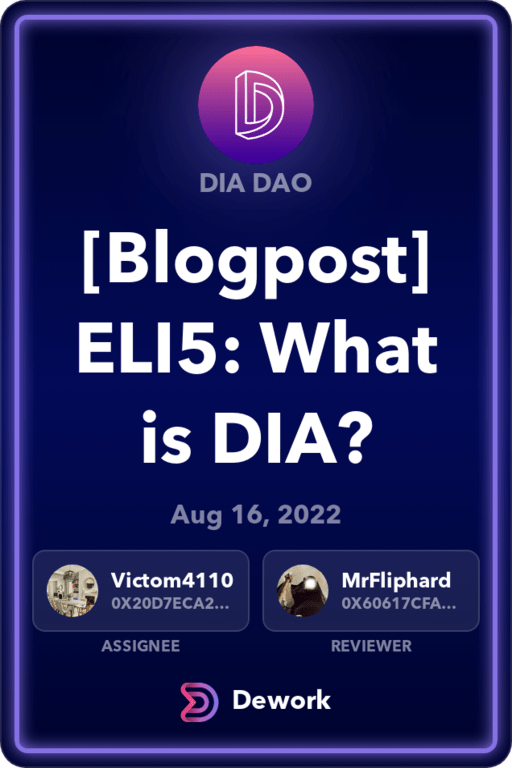 DIA DAO
[Blogpost]
ELI5: What
is DIA?
Aug 16, 2022
Victom4110
0X20D7ECA2...
ASSIGNEE
MrFliphard
0X60617CFA...
REVIEWER
Dework